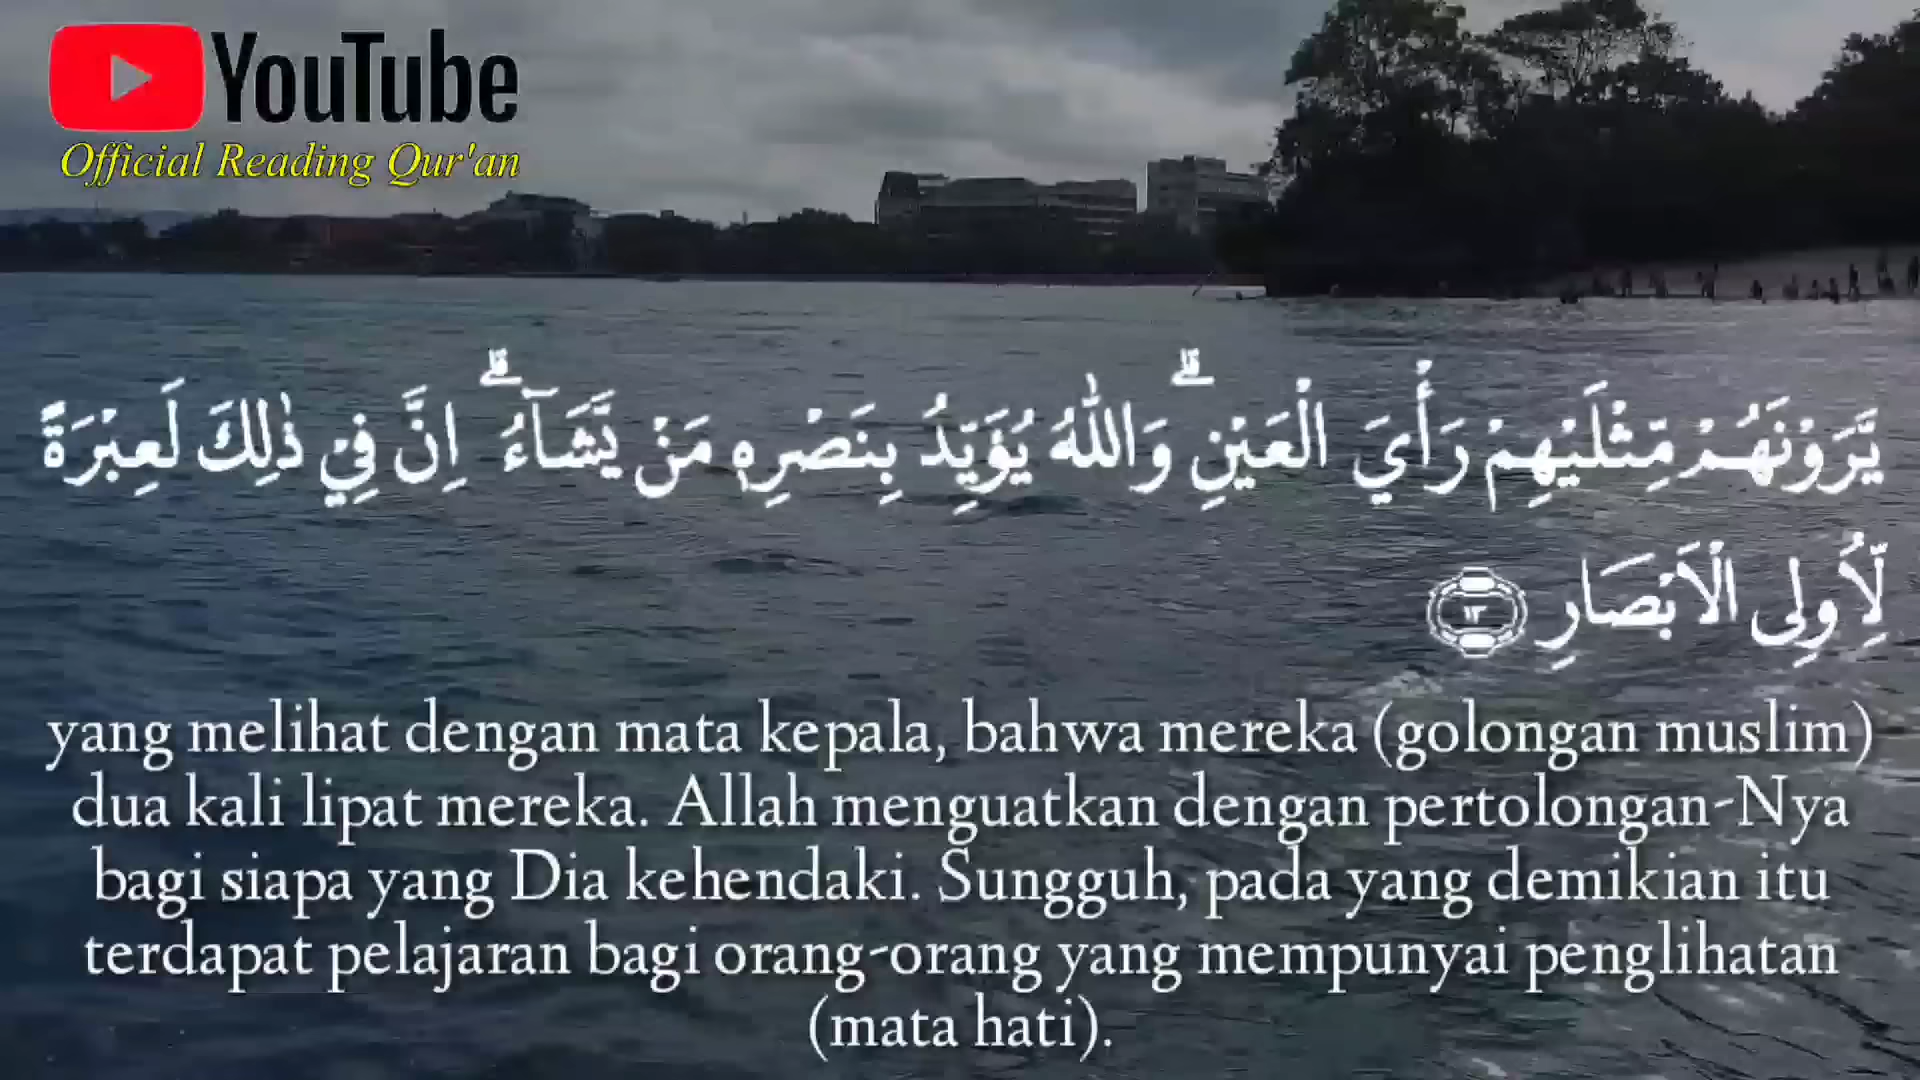 YouTube
Official Reading Qur'an
يَّرَوْنَهُمْ مِّثْلَيْهِمْ رَأْيَ الْعَيْنِ ۗوَاللّٰهُ يُؤَيِّدُ بِنَصْرِهٖ مَنْ يَّشَاۤءُ ۗ اِنَّ فِيْ ذٰلِكَ لَعِبْرَةً
لِّاُولِى الْاَبْصَارِ ١٣
yang melihat dengan mata kepala, bahwa mereka (golongan muslim)
dua kali lipat mereka. Allah menguatkan dengan pertolongan-Nya
bagi siapa yang Dia kehendaki. Sungguh, pada yang demikian itu
terdapat pelajaran bagi orang-orang yang mempunyai penglihatan
(mata hati).